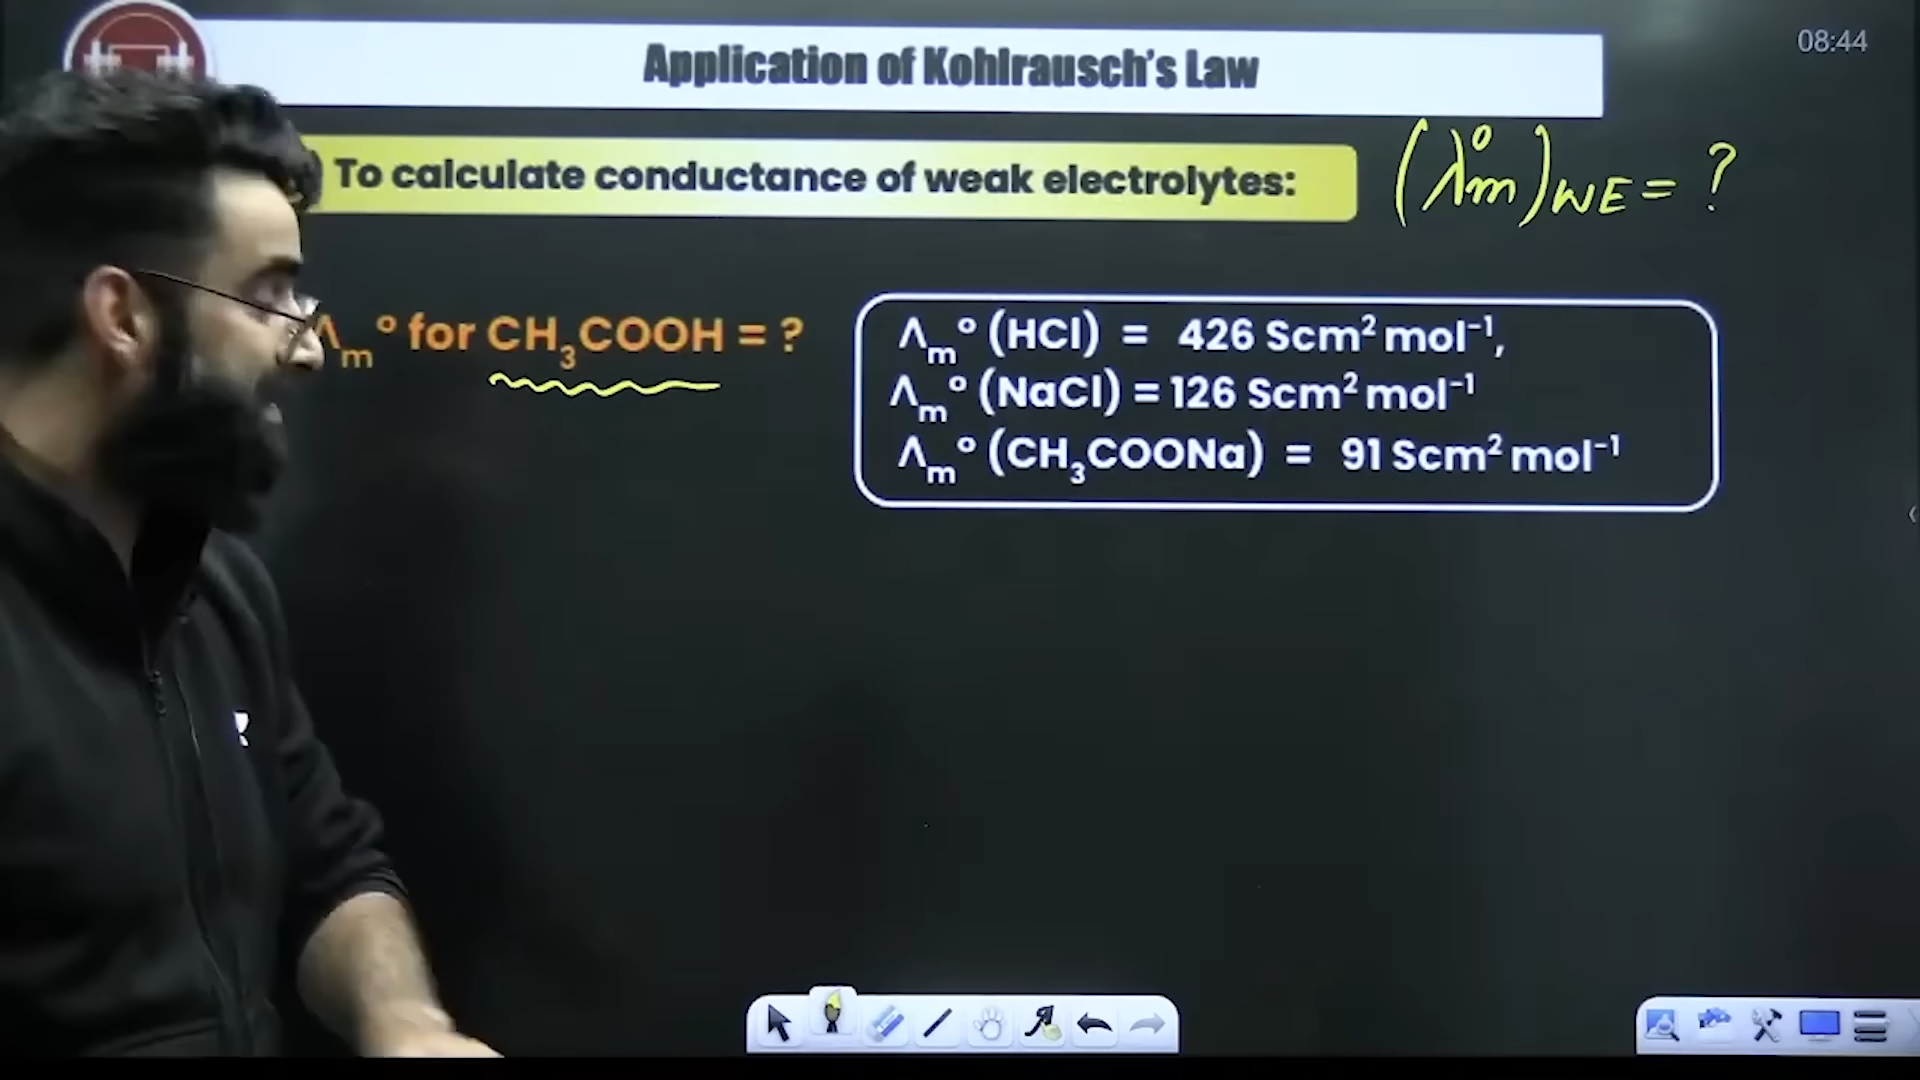 08:44
Application of Kohlrausch's Law
To calculate conductance of weak electrolytes:
(λ°m)WE = ?
Λm° for CH₃COOH = ?
Λm° (HCl) = 426 Scm² mol⁻¹,
Λm° (NaCl) = 126 Scm² mol⁻¹
Λm° (CH₃COONa) = 91 Scm² mol⁻¹